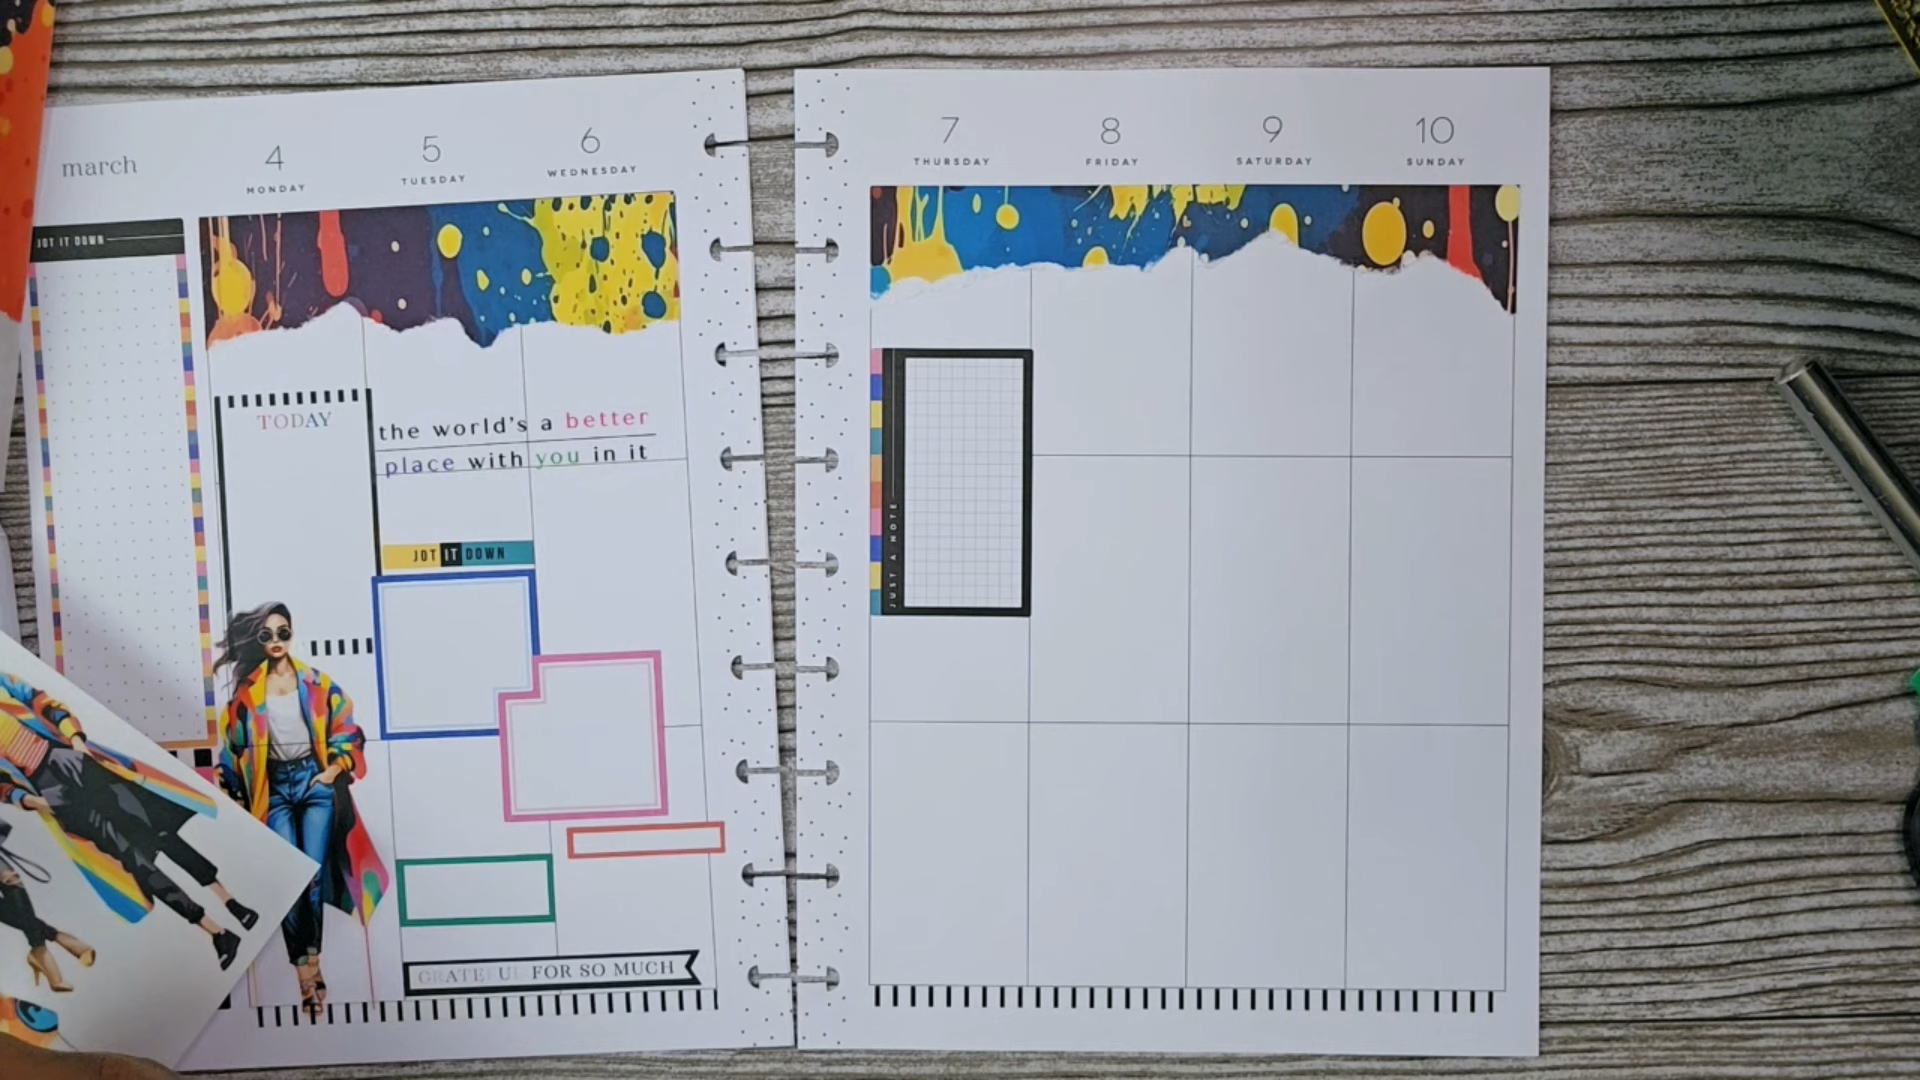 march
4
MONDAY
5
TUESDAY
6
WEDNESDAY
7
THURSDAY
8
FRIDAY
9
SATURDAY
10
SUNDAY
JOT IT DOWN
TODAY
the world's a better
place with you in it
JOT IT DOWN
GRATEFUL FOR SO MUCH
JUST A NOTE